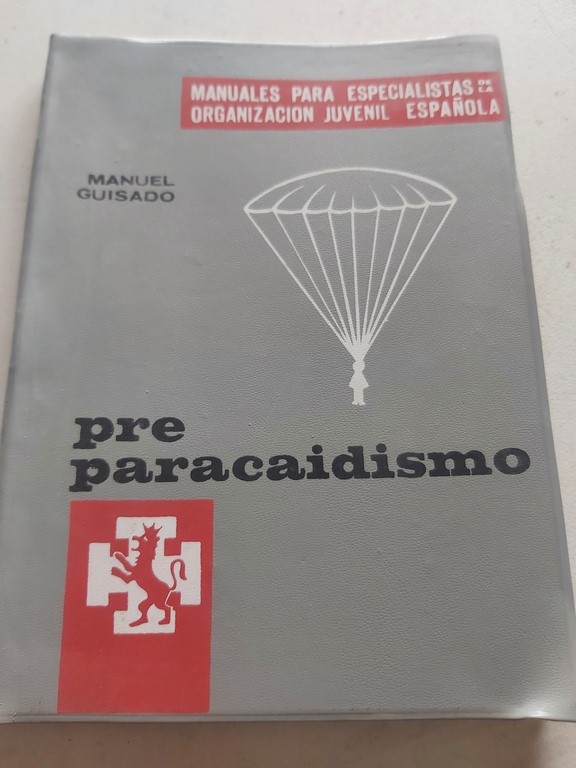 MANUALES PARA ESPECIALISTAS DE LA
ORGANIZACION JUVENIL ESPAÑOLA
MANUEL
GUISADO
pre
paracaidismo